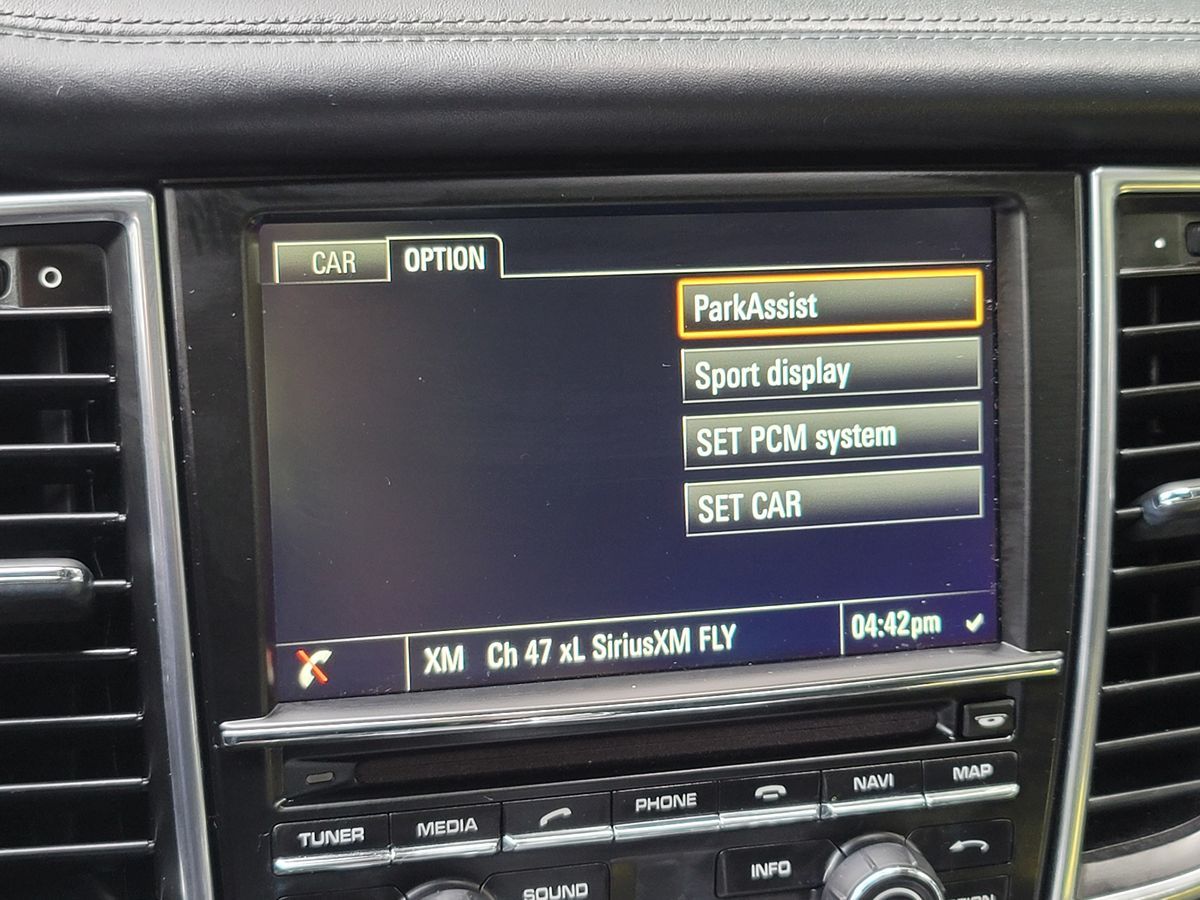 CAR OPTION
ParkAssist
Sport display
SET PCM system
SET CAR
XM Ch 47 xL SiriusXM FLY 04:42pm
TUNER MEDIA PHONE NAVI MAP
SOUND INFO